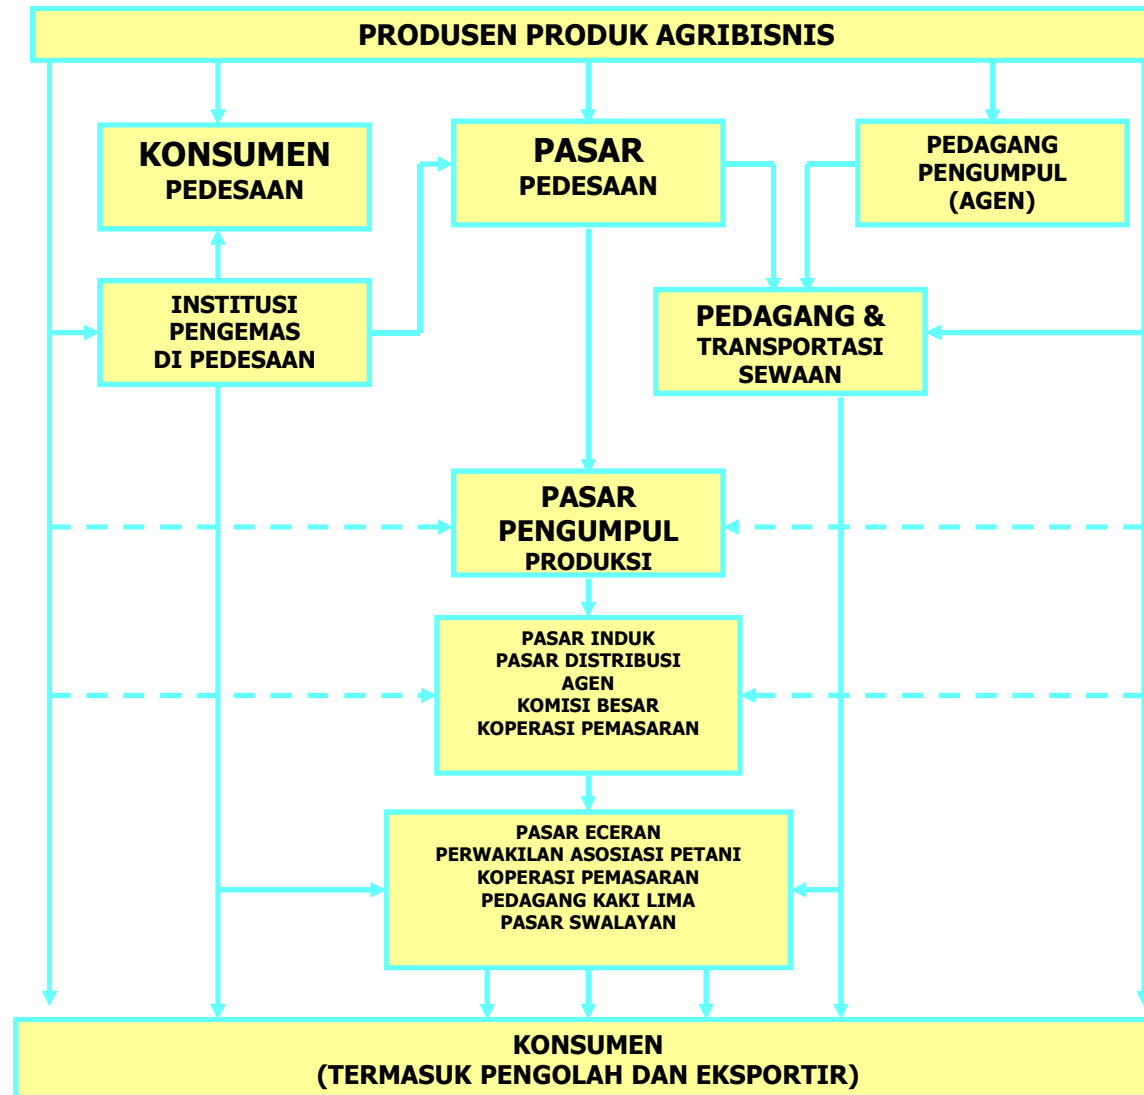 PRODUSEN PRODUK AGRIBISNIS
KONSUMEN
PEDESAAN
PASAR
PEDESAAN
PEDAGANG
PENGUMPUL
(AGEN)
INSTITUSI
PENGEMAS
DI PEDESAAN
PEDAGANG &
TRANSPORTASI
SEWAAN
PASAR
PENGUMPUL
PRODUKSI
PASAR INDUK
PASAR DISTRIBUSI
AGEN
KOMISI BESAR
KOPERASI PEMASARAN
PASAR ECERAN
PERWAKILAN ASOSIASI PETANI
KOPERASI PEMASARAN
PEDAGANG KAKI LIMA
PASAR SWALAYAN
KONSUMEN
(TERMASUK PENGOLAH DAN EKSPORTIR)